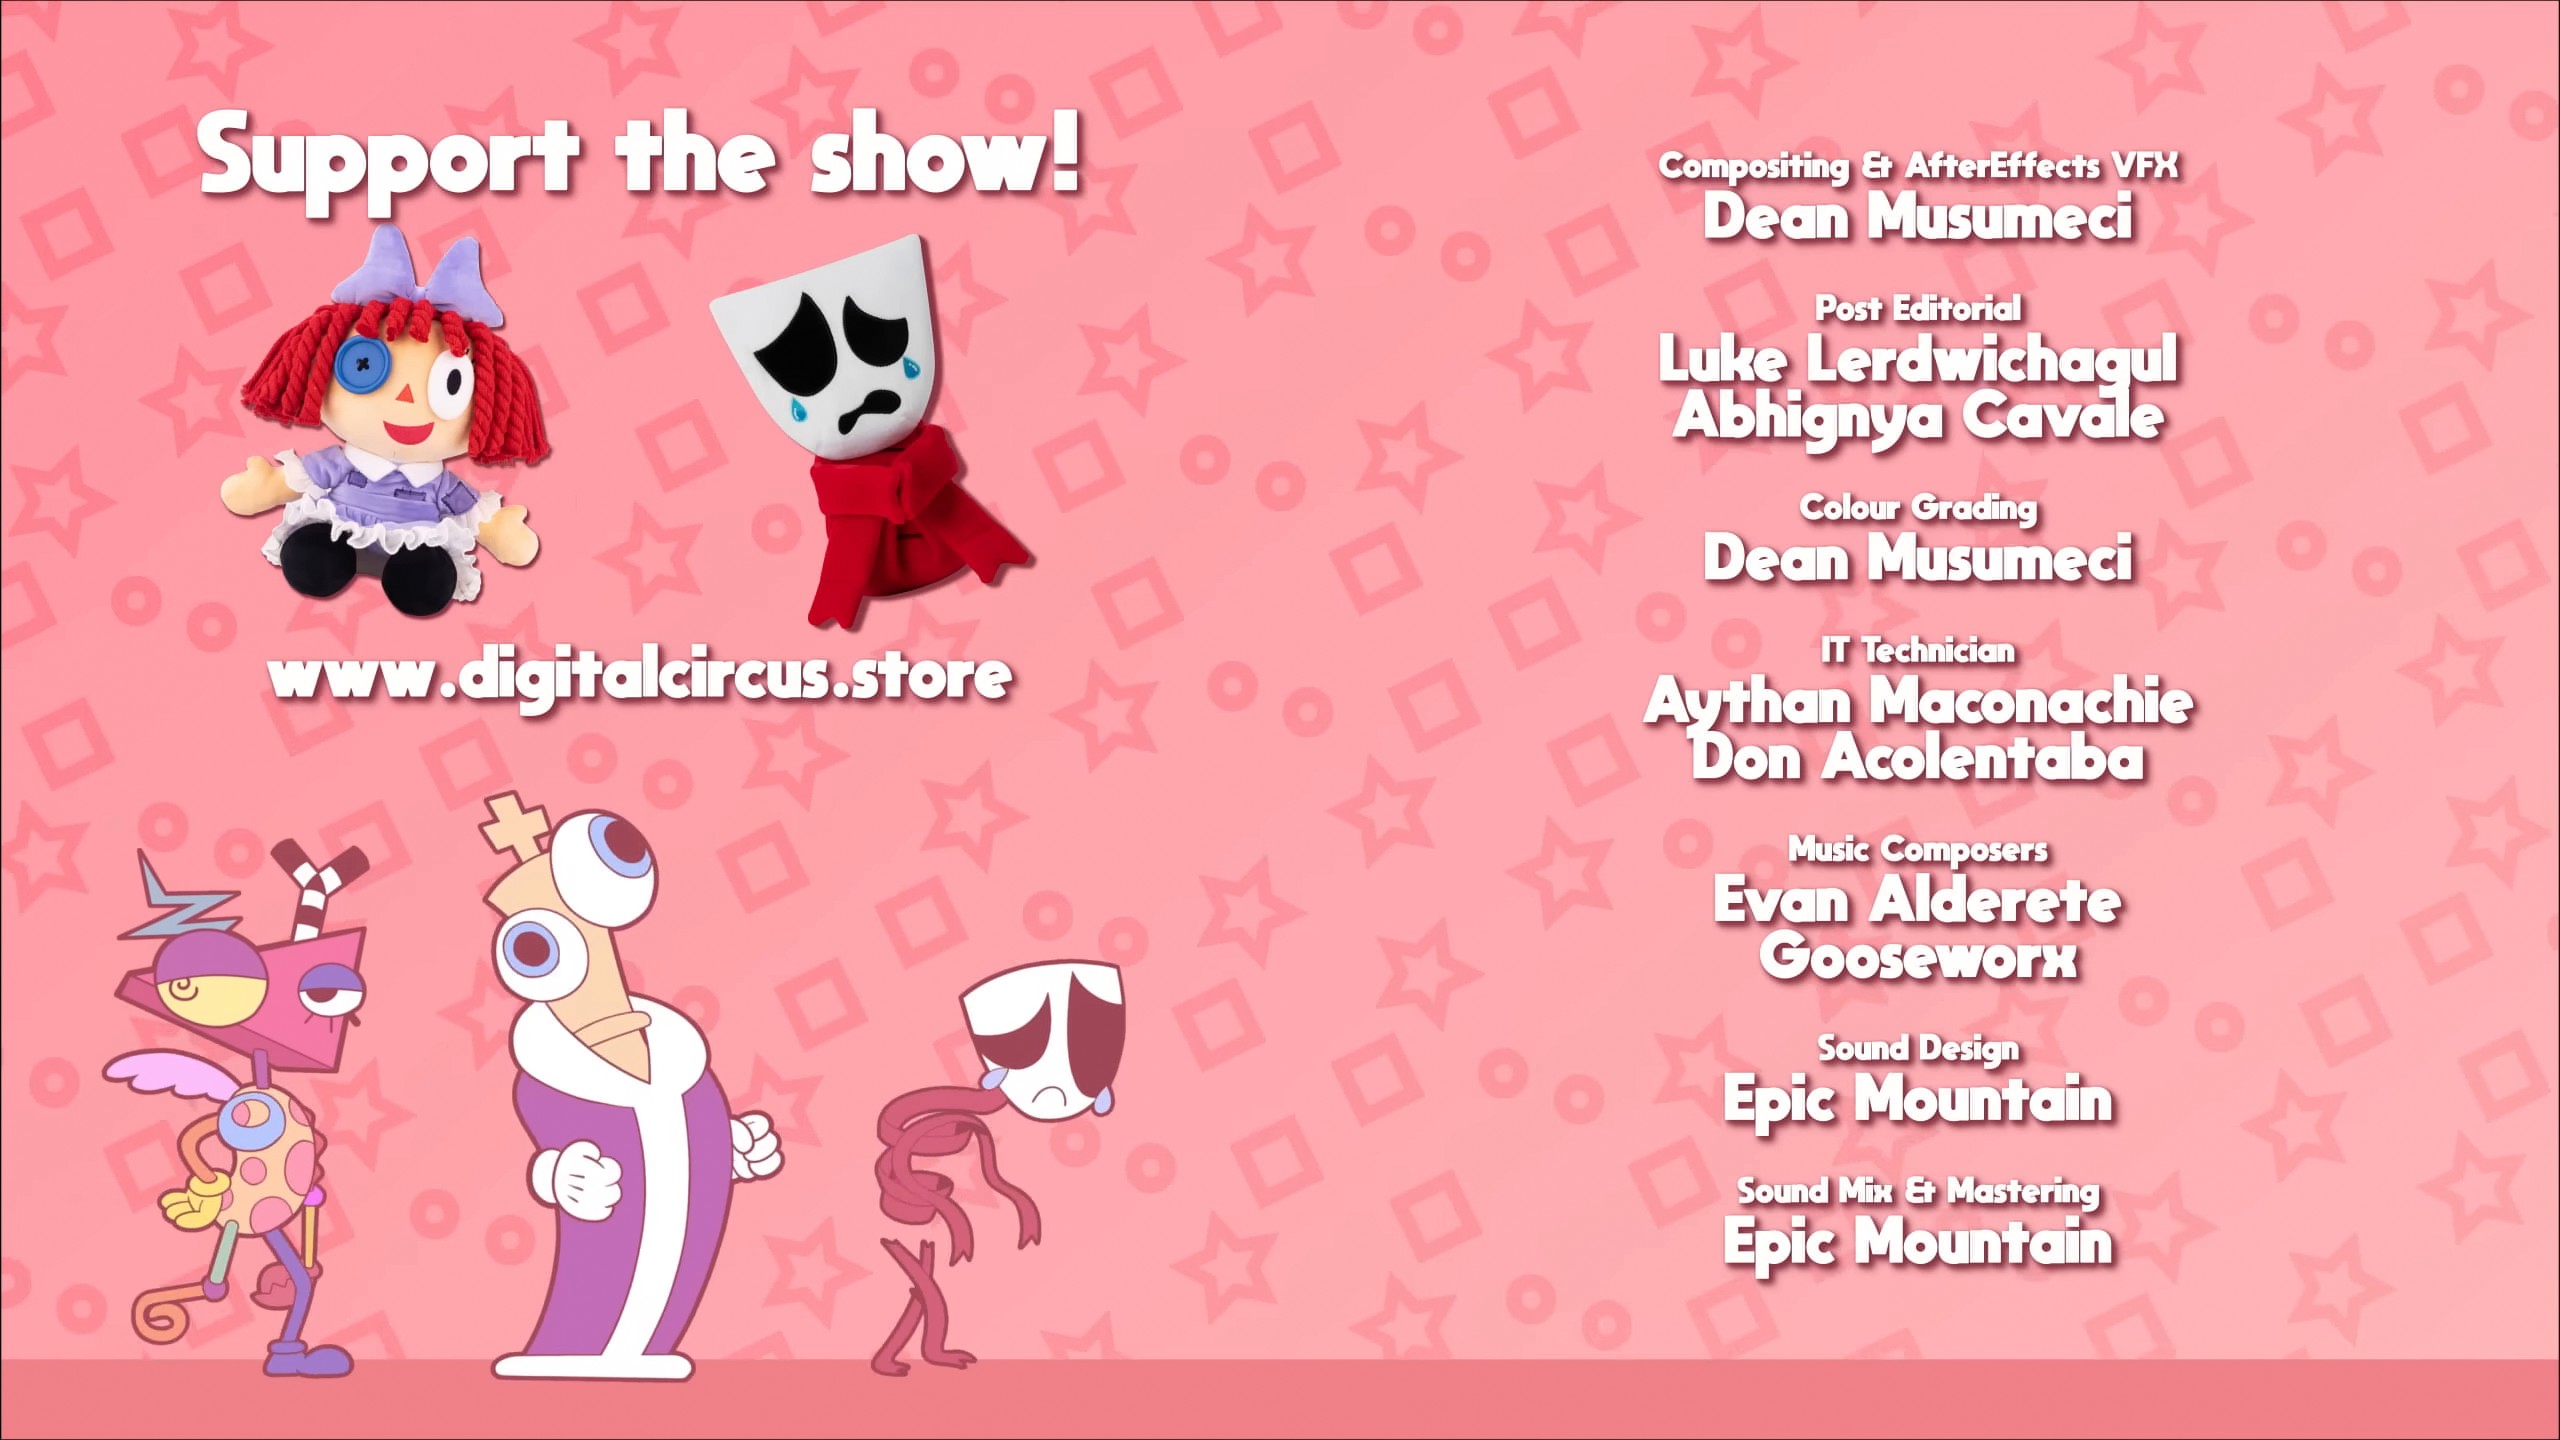 Support the show!
www.digitalcircus.store
Compositing & AfterEffects VFX
Dean Musumeci
Post Editorial
Luke Lerdwichagul
Abhignya Cavale
Colour Grading
Dean Musumeci
IT Technician
Aythan Maconachie
Don Acolentaba
Music Composers
Evan Alderete
Gooseworx
Sound Design
Epic Mountain
Sound Mix & Mastering
Epic Mountain